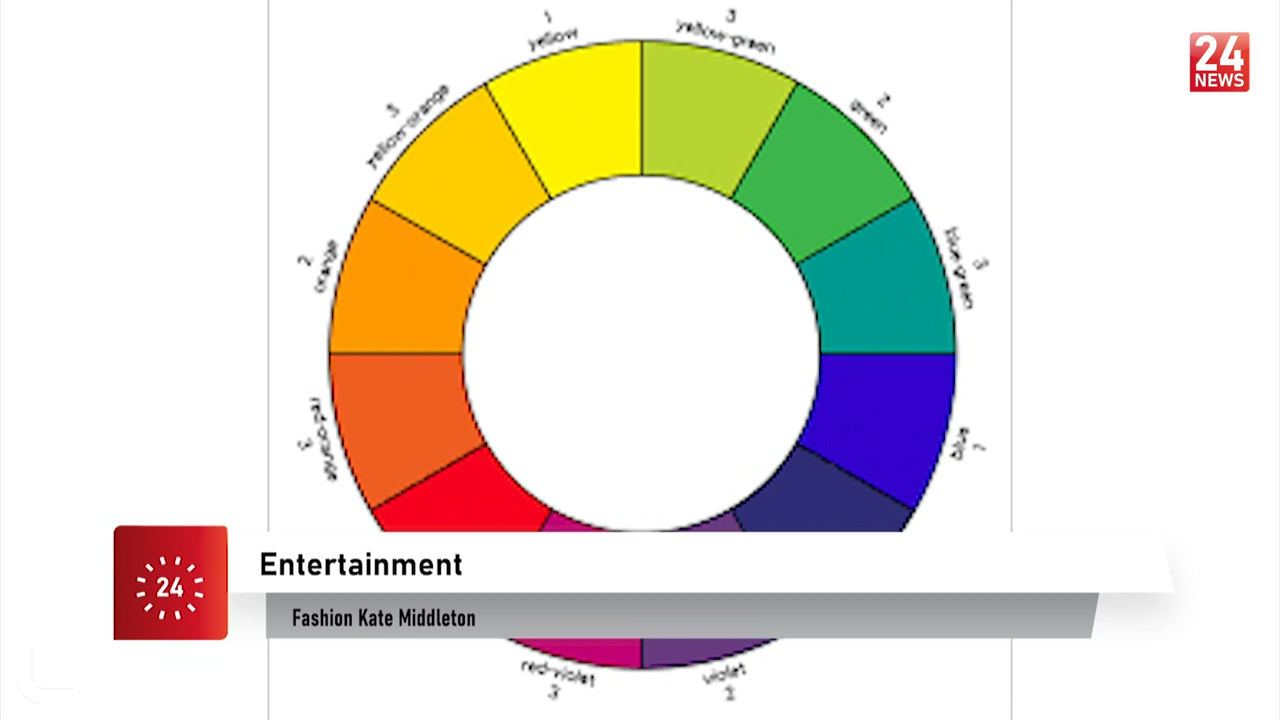 1
yellow
3
yellow-green
24
NEWS
3
yellow-orange
2
green
2
orange
3
blue-green
3
red-orange
1
blue
24
Entertainment
Fashion Kate Middleton
red-violet
3
violet
2